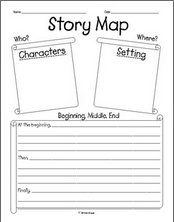 Name Date
Story Map
Who? Where?
Characters Setting
Beginning, Middle, End
At the beginning,
Then,
Finally,